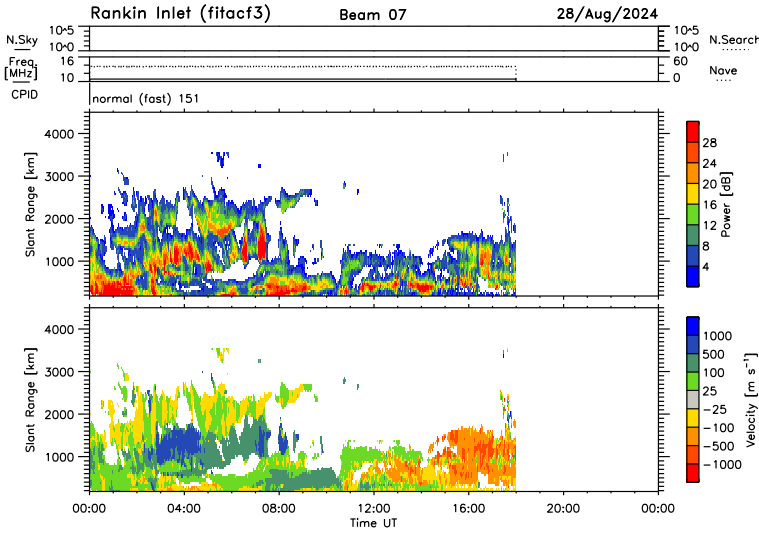 Rankin Inlet (fitacf3) Beam 07 28/Aug/2024
N.Sky 10^5 10^5 N.Search
10^0 10^0
Freq. 16 60
[MHz] 10 0 Nave
CPID normal (fast) 151
Slant Range [km]
4000
3000
2000
1000
28
24
20
16
12
8
4
Power [dB]
Slant Range [km]
4000
3000
2000
1000
1000
500
100
25
−25
−100
−500
−1000
Velocity [m s⁻¹]
00:00 04:00 08:00 12:00 16:00 20:00 00:00
Time UT